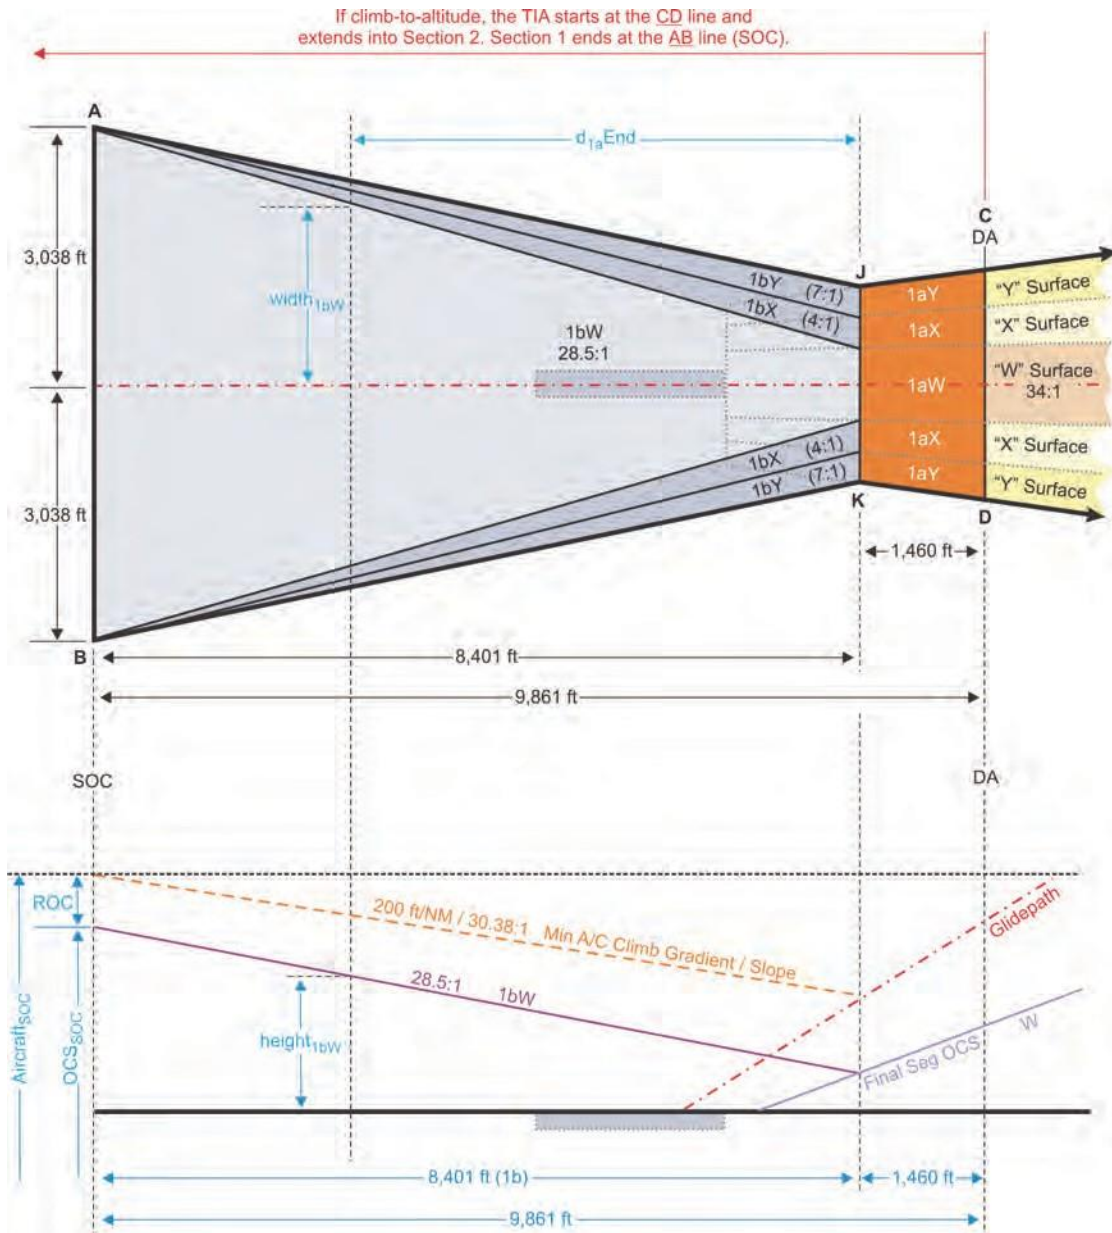 If climb-to-altitude, the TIA starts at the CD line and
extends into Section 2. Section 1 ends at the AB line (SOC).
A
d1aEnd
3,038 ft
width1bW
C
DA
J
1bY (7:1)
1bX (4:1)
1aY
"Y" Surface
1aX
"X" Surface
1bW
28.5:1
1aW
"W" Surface
34:1
1aX
"X" Surface
1bX (4:1)
1bY (7:1)
1aY
"Y" Surface
3,038 ft
K
D
1,460 ft
B
8,401 ft
9,861 ft
SOC
DA
ROC
200 ft/NM / 30.38:1 Min A/C Climb Gradient / Slope
Glidepath
28.5:1 1bW
AircraftSOC
OCSSOC
height1bW
Final Seg OCS
W
8,401 ft (1b)
1,460 ft
9,861 ft